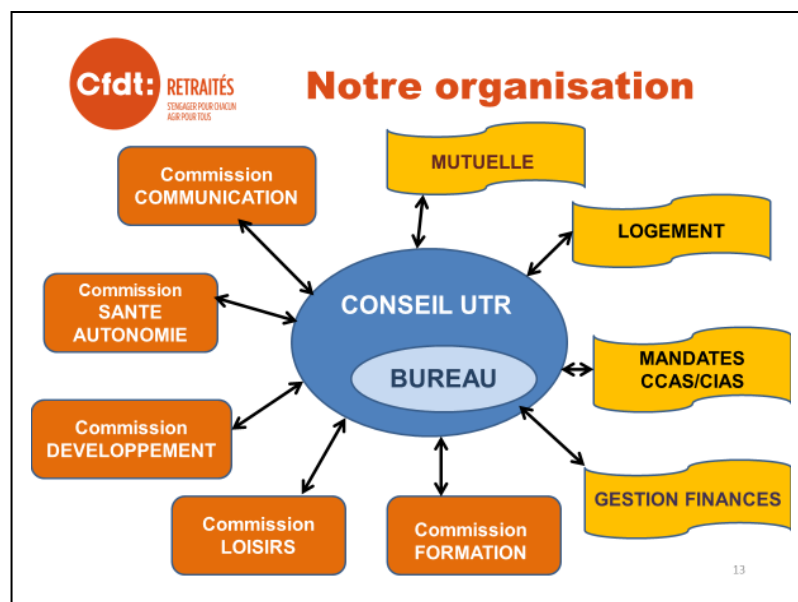 Cfdt:
RETRAITÉS
S'ENGAGER POUR CHACUN
AGIR POUR TOUS
Notre organisation
Commission
COMMUNICATION
MUTUELLE
LOGEMENT
Commission
SANTE
AUTONOMIE
CONSEIL UTR
BUREAU
MANDATES
CCAS/CIAS
Commission
DEVELOPPEMENT
GESTION FINANCES
Commission
LOISIRS
Commission
FORMATION
13